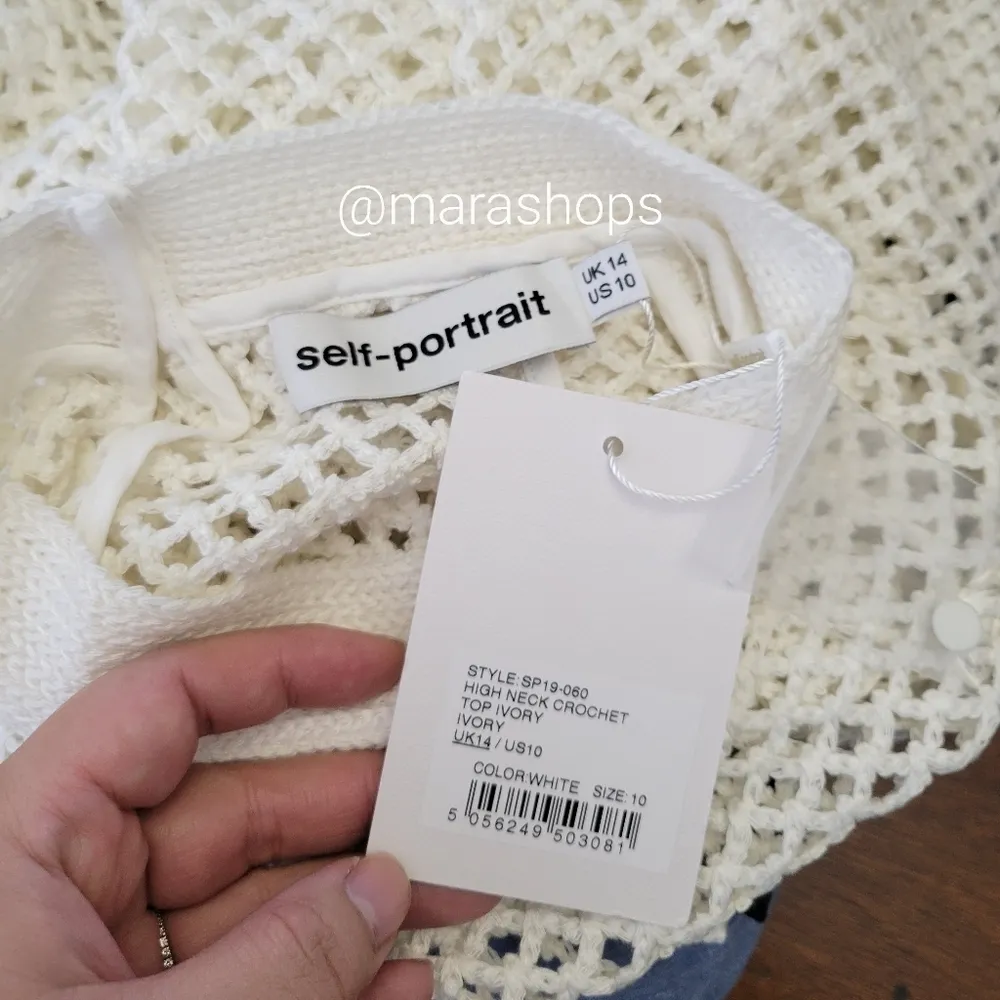 @marashops
UK 14
US 10
self-portrait
STYLE:SP19-060
HIGH NECK CROCHET
TOP IVORY
IVORY
UK14 / US10
COLOR:WHITE SIZE:10
5 056249 503081